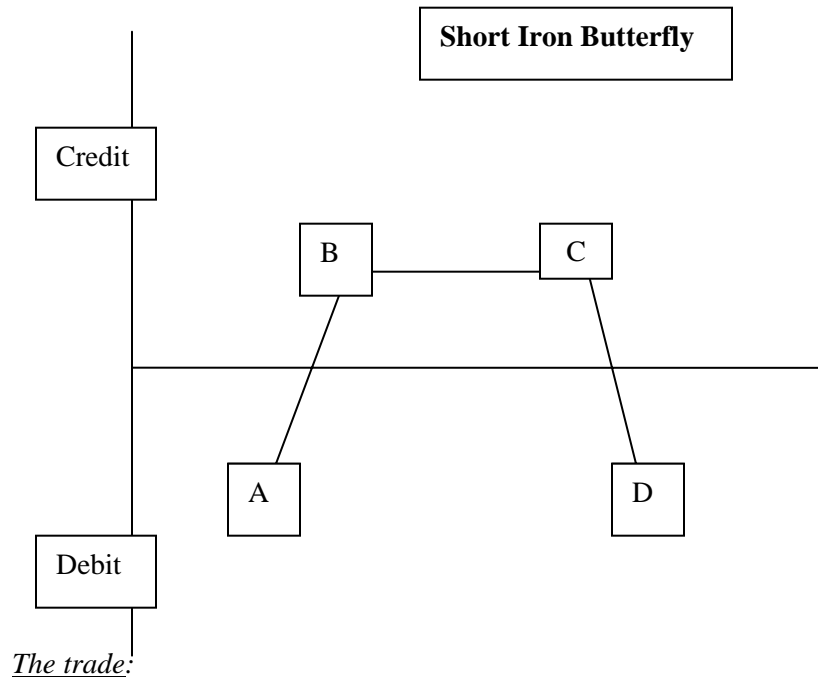 Short Iron Butterfly
Credit
B
C
A
D
Debit
The trade: